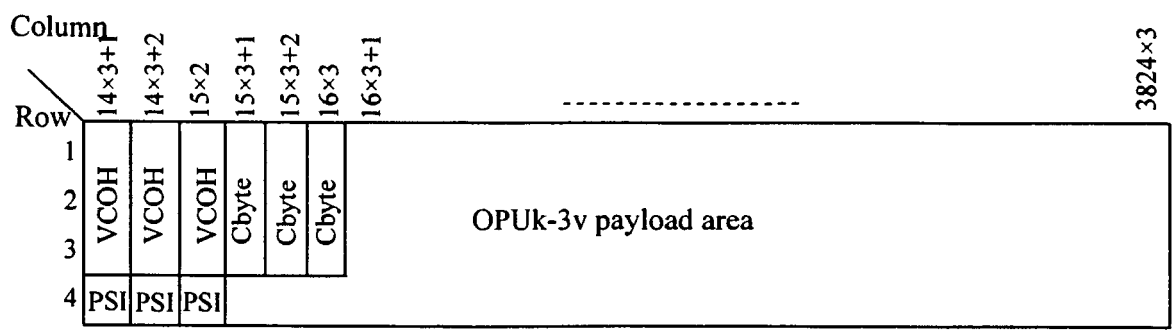 Column
14×3+1 14×3+2 15×2 15×3+1 15×3+2 16×3 16×3+1 3824×3
Row
1
2
3
4
VCOH VCOH VCOH Cbyte Cbyte Cbyte
OPUk-3v payload area
PSI PSI PSI